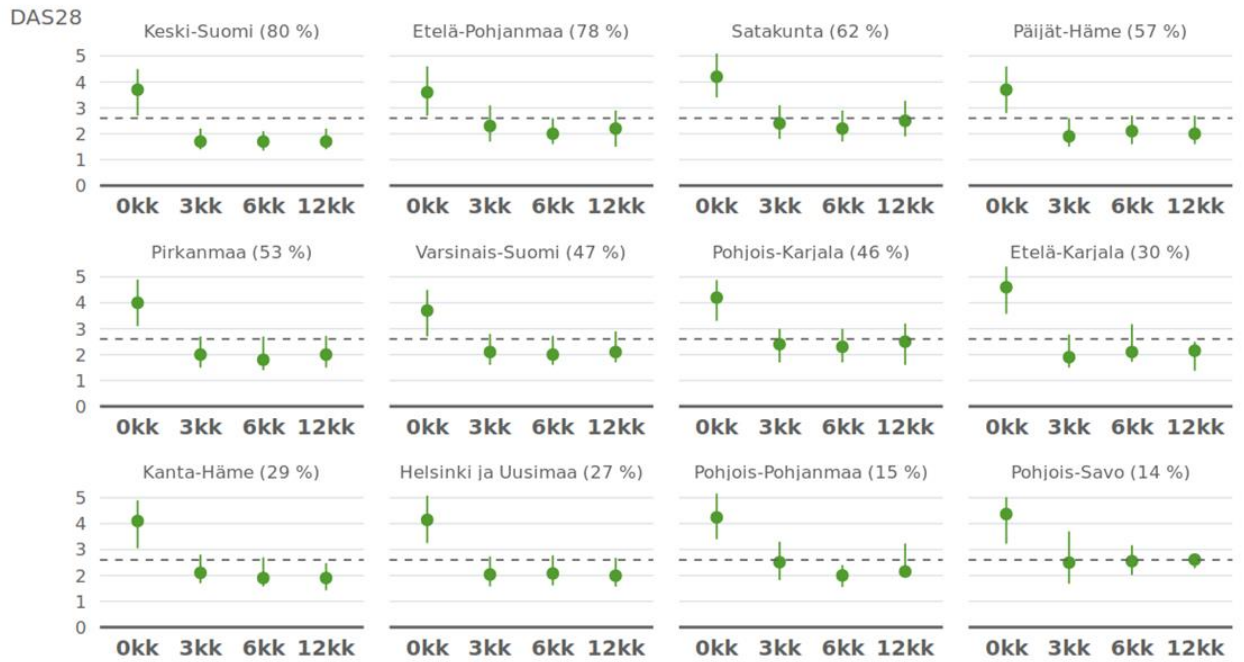 DAS28
Keski-Suomi (80 %) Etelä-Pohjanmaa (78 %) Satakunta (62 %) Päijät-Häme (57 %)
5
4
3
2
1
0
0kk 3kk 6kk 12kk 0kk 3kk 6kk 12kk 0kk 3kk 6kk 12kk 0kk 3kk 6kk 12kk
Pirkanmaa (53 %) Varsinais-Suomi (47 %) Pohjois-Karjala (46 %) Etelä-Karjala (30 %)
5
4
3
2
1
0
0kk 3kk 6kk 12kk 0kk 3kk 6kk 12kk 0kk 3kk 6kk 12kk 0kk 3kk 6kk 12kk
Kanta-Häme (29 %) Helsinki ja Uusimaa (27 %) Pohjois-Pohjanmaa (15 %) Pohjois-Savo (14 %)
5
4
3
2
1
0
0kk 3kk 6kk 12kk 0kk 3kk 6kk 12kk 0kk 3kk 6kk 12kk 0kk 3kk 6kk 12kk